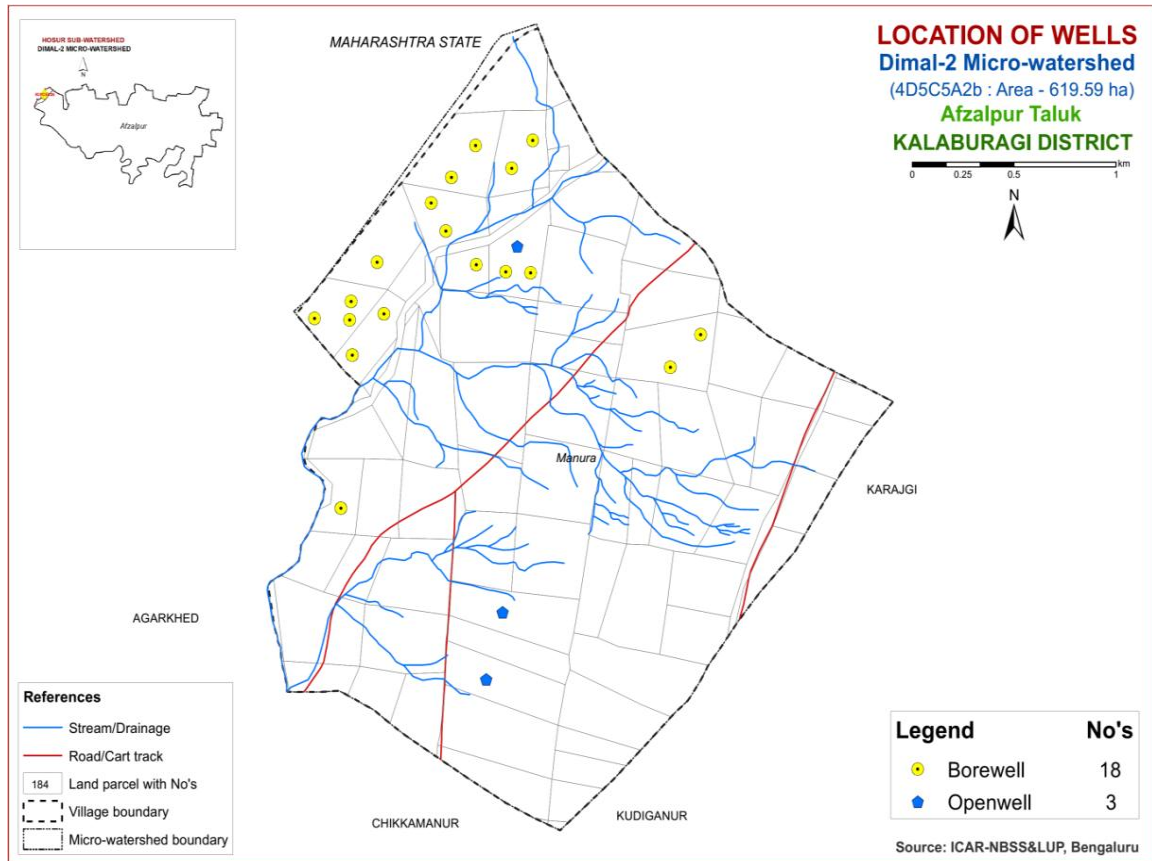 HOSUR SUB-WATERSHED
DIMAL-2 MICRO-WATERSHED
N
Afzalpur
MAHARASHTRA STATE
LOCATION OF WELLS
Dimal-2 Micro-watershed
(4D5C5A2b : Area - 619.59 ha)
Afzalpur Taluk
KALABURAGI DISTRICT
km
0 0.25 0.5 1
N
Manura
KARAJGI
AGARKHED
CHIKKAMANUR
KUDIGANUR
References
Stream/Drainage
Road/Cart track
184 Land parcel with No's
Village boundary
Micro-watershed boundary
Legend No's
Borewell 18
Openwell 3
Source: ICAR-NBSS&LUP, Bengaluru